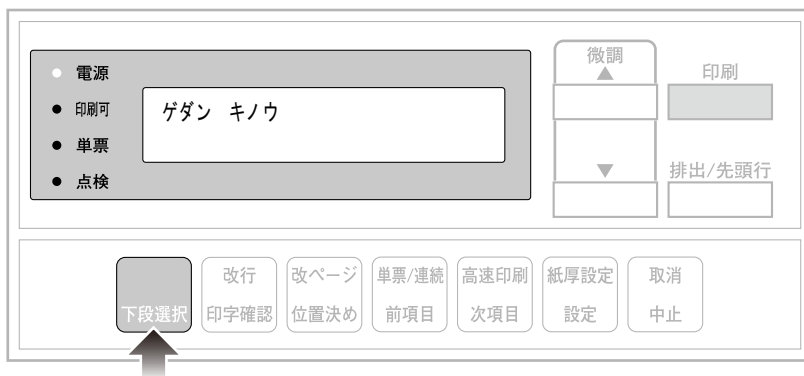 電源
印刷可
単票
点検
ゲダン キノウ
微調
▲
▼
印刷
排出/先頭行
下段選択
改行
印字確認
改ページ
位置決め
単票/連続
前項目
高速印刷
次項目
紙厚設定
設定
取消
中止